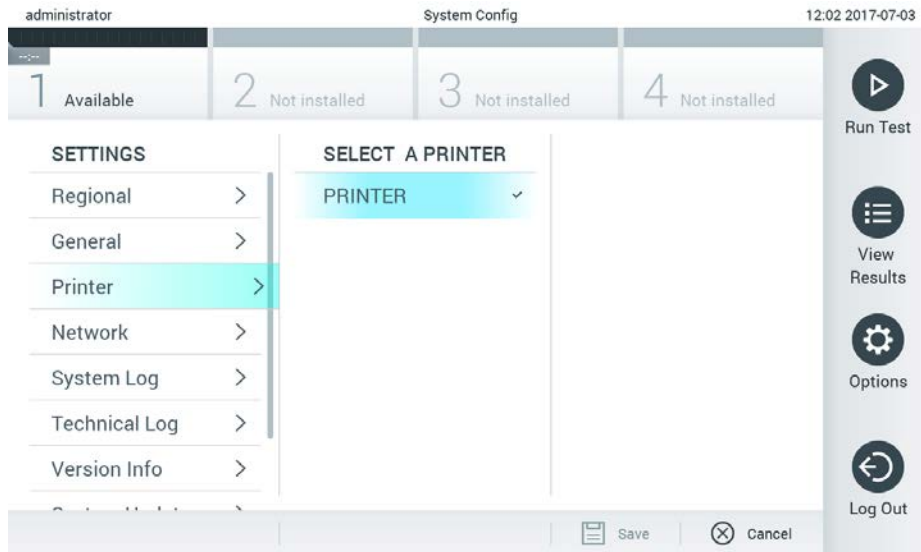 administrator
System Config
12:02 2017-07-03
--:--
1 Available
2 Not installed
3 Not installed
4 Not installed
Run Test
View
Results
Options
Log Out
SETTINGS
Regional
General
Printer
Network
System Log
Technical Log
Version Info
SELECT A PRINTER
PRINTER
Save
Cancel